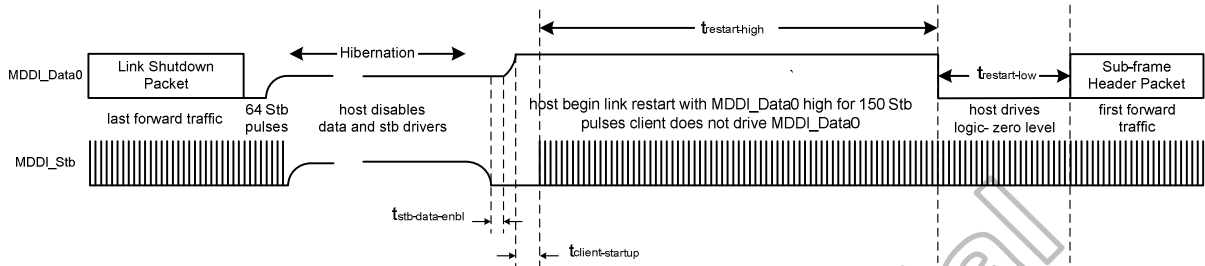 t restart-high
Hibernation
MDDI_Data0
Link Shutdown
Packet
t restart-low
Sub-frame
Header Packet
last forward traffic
64 Stb
pulses
host disables
data and stb drivers
host begin link restart with MDDI_Data0 high for 150 Stb
pulses client does not drive MDDI_Data0
host drives
logic- zero level
first forward
traffic
MDDI_Stb
t stb-data-enbl
t client-startup